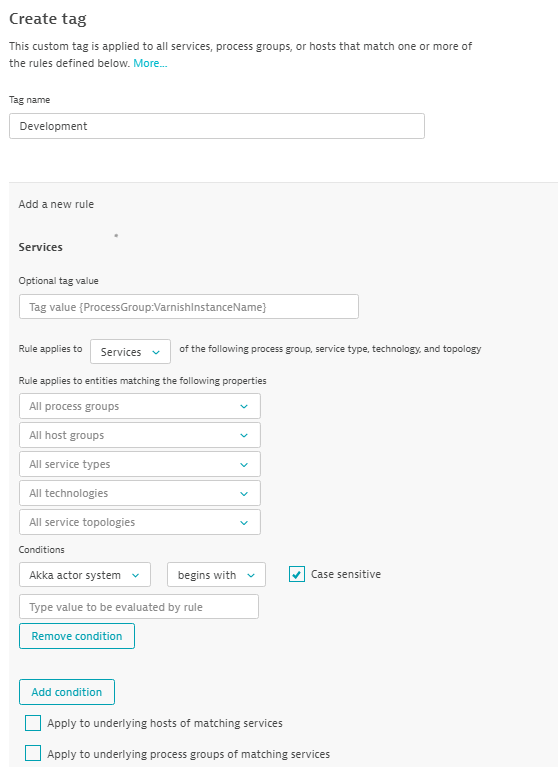 Create tag
This custom tag is applied to all services, process groups, or hosts that match one or more of
the rules defined below. More...
Tag name
Development
Add a new rule
Services
Optional tag value
Tag value {ProcessGroup:VarnishInstanceName}
Rule applies to Services of the following process group, service type, technology, and topology
Rule applies to entities matching the following properties
All process groups
All host groups
All service types
All technologies
All service topologies
Conditions
Akka actor system begins with Case sensitive
Type value to be evaluated by rule
Remove condition
Add condition
Apply to underlying hosts of matching services
Apply to underlying process groups of matching services